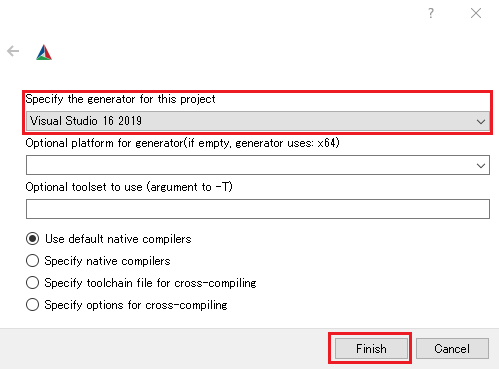 ?
Specify the generator for this project
Visual Studio 16 2019
Optional platform for generator(if empty, generator uses: x64)
Optional toolset to use (argument to -T)
Use default native compilers
Specify native compilers
Specify toolchain file for cross-compiling
Specify options for cross-compiling
Finish
Cancel